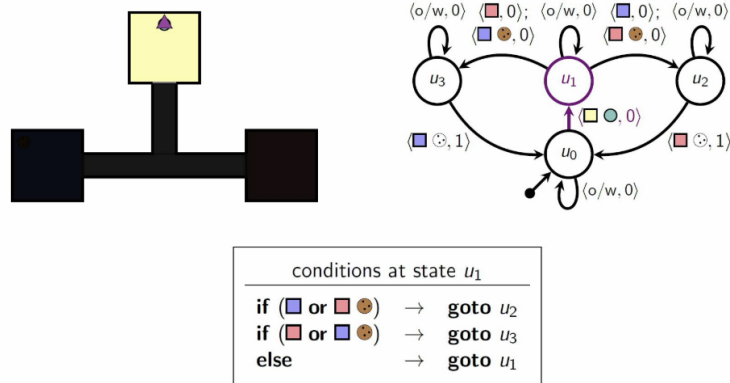 ⟨o/w, 0⟩ ⟨🟥, 0⟩; ⟨o/w, 0⟩ ⟨🟦, 0⟩; ⟨o/w, 0⟩
⟨🟦 🍪, 0⟩ ⟨🟥 🍪, 0⟩
u₃ u₁ u₂
⟨🟨 , 0⟩
⟨🟦 , 1⟩ u₀ ⟨🟥 , 1⟩
⟨o/w, 0⟩
conditions at state u₁
if (🟦 or 🟥 🍪) → goto u₂
if (🟥 or 🟦 🍪) → goto u₃
else → goto u₁